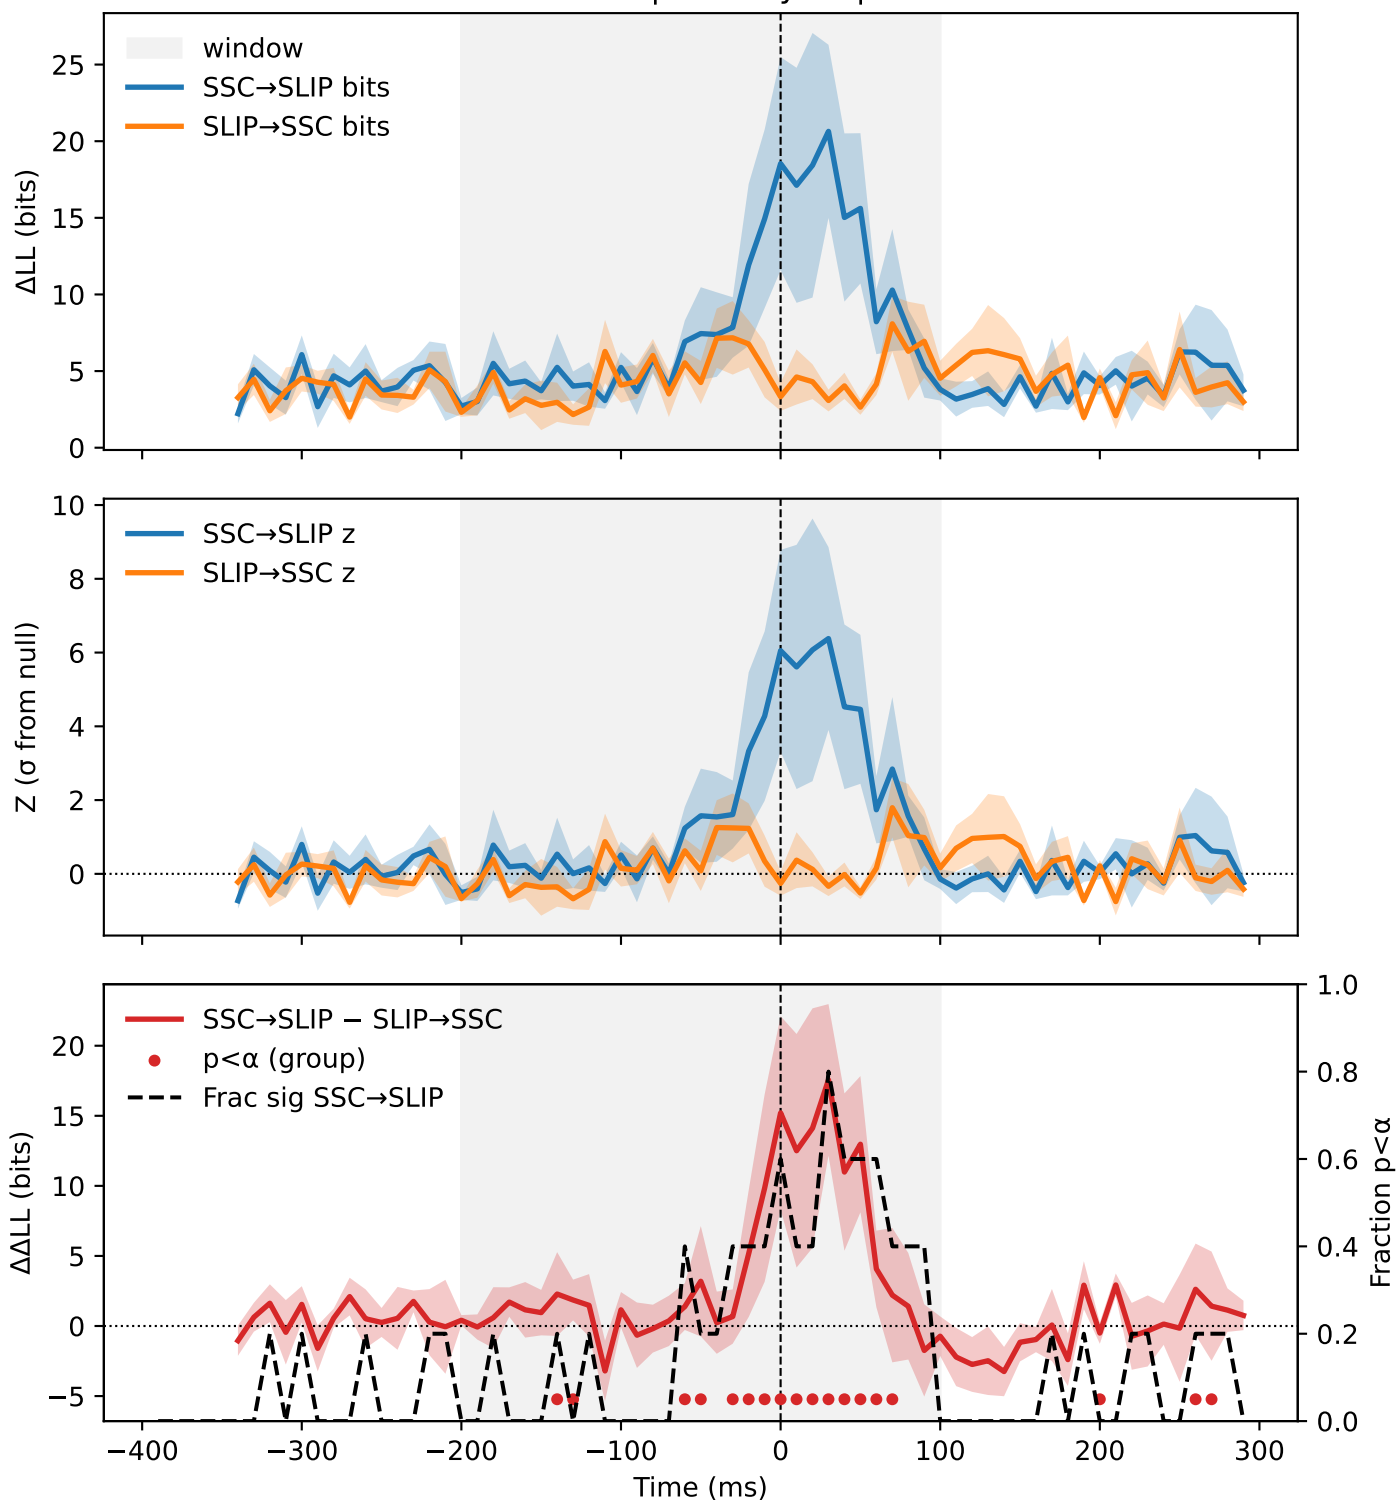 window
SSC→SLIP bits
SLIP→SSC bits
ΔLL (bits)
25
20
15
10
5
0
SSC→SLIP z
SLIP→SSC z
Z (σ from null)
10
8
6
4
2
0
SSC→SLIP − SLIP→SSC
p<α (group)
Frac sig SSC→SLIP
ΔΔLL (bits)
20
15
10
5
0
−5
1.0
0.8
0.6
0.4
0.2
0.0
Fraction p<α
−400 −300 −200 −100 0 100 200 300
Time (ms)